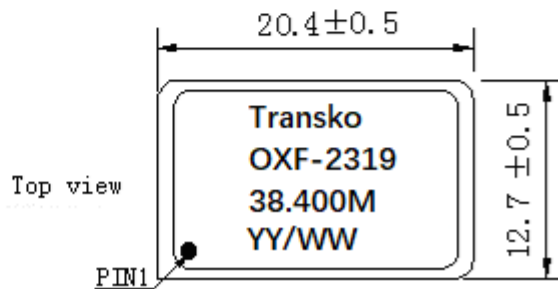 20.4±0.5
Transko
OXF-2319
38.400M
YY/WW
12.7 ±0.5
Top view
PIN1